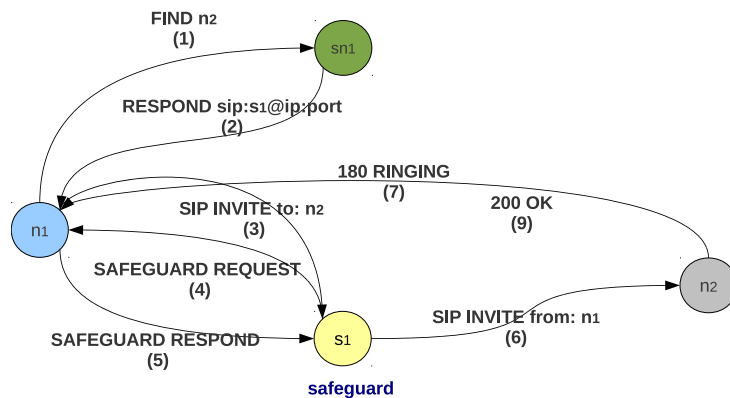 FIND n2
(1)
sn1
RESPOND sip:s1@ip:port
(2)
180 RINGING
(7)
200 OK
(9)
SIP INVITE to: n2
(3)
n1
SAFEGUARD REQUEST
(4)
n2
SIP INVITE from: n1
(6)
SAFEGUARD RESPOND
(5)
s1
safeguard